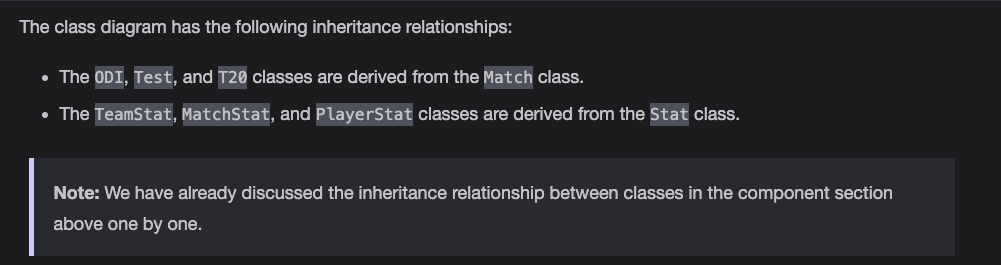 The class diagram has the following inheritance relationships:
• The ODI, Test, and T20 classes are derived from the Match class.
• The TeamStat, MatchStat, and PlayerStat classes are derived from the Stat class.
Note: We have already discussed the inheritance relationship between classes in the component section
above one by one.